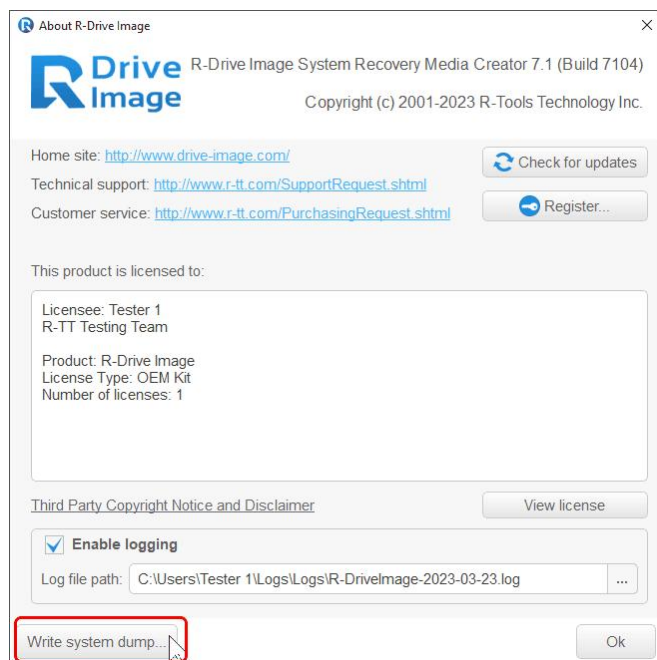 About R-Drive Image
Drive
Image
R-Drive Image System Recovery Media Creator 7.1 (Build 7104)
Copyright (c) 2001-2023 R-Tools Technology Inc.
Home site: http://www.drive-image.com/
Check for updates
Technical support: http://www.r-tt.com/SupportRequest.shtml
Customer service: http://www.r-tt.com/PurchasingRequest.shtml
Register...
This product is licensed to:
Licensee: Tester 1
R-TT Testing Team
Product: R-Drive Image
License Type: OEM Kit
Number of licenses: 1
Third Party Copyright Notice and Disclaimer
View license
Enable logging
Log file path: C:\Users\Tester 1\Logs\Logs\R-DriveImage-2023-03-23.log
...
Write system dump...
Ok